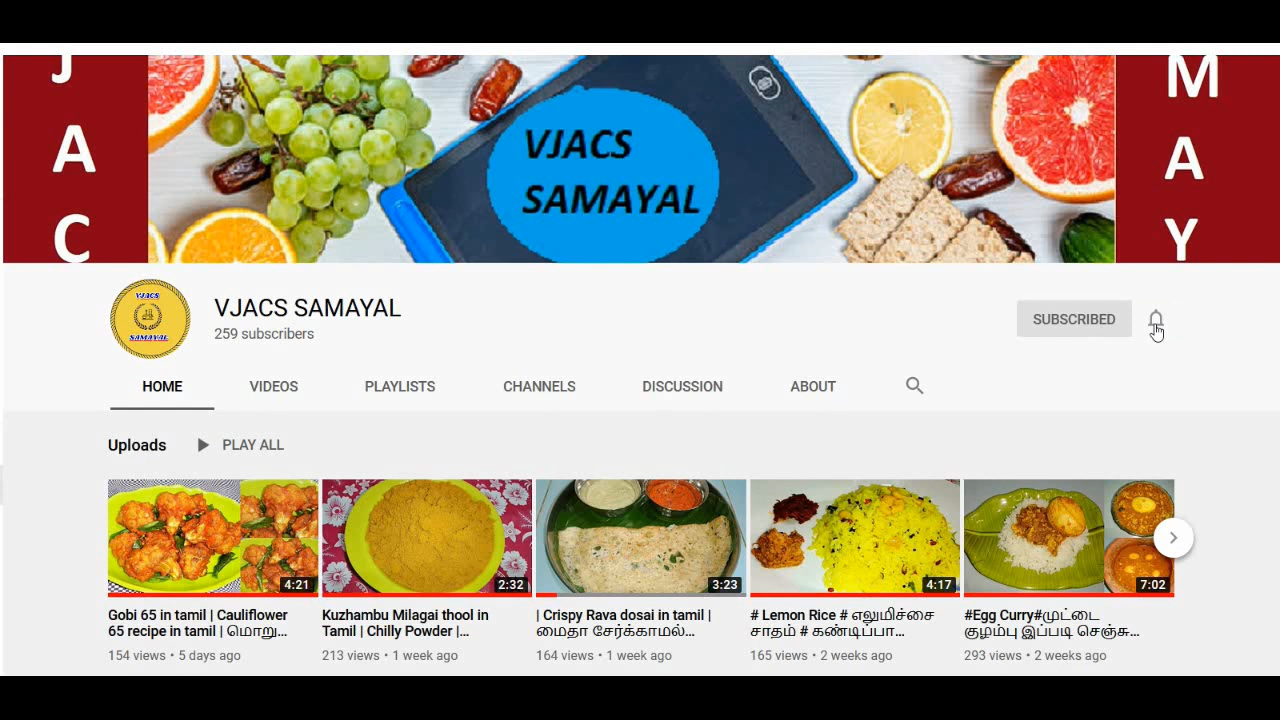 J
A
C
VJACS
SAMAYAL
M
A
Y
VJACS
SAMAYAL
VJACS SAMAYAL
259 subscribers
SUBSCRIBED
HOME VIDEOS PLAYLISTS CHANNELS DISCUSSION ABOUT
Uploads PLAY ALL
4:21
2:32
3:23
4:17
7:02
Gobi 65 in tamil | Cauliflower
65 recipe in tamil | மொறு...
154 views • 5 days ago
Kuzhambu Milagai thool in
Tamil | Chilly Powder |...
213 views • 1 week ago
| Crispy Rava dosai in tamil |
மைதா சேர்க்காமல்...
164 views • 1 week ago
# Lemon Rice # எலுமிச்சை
சாதம் # கண்டிப்பா...
165 views • 2 weeks ago
#Egg Curry#முட்டை
குழம்பு இப்படி செஞ்சு...
293 views • 2 weeks ago